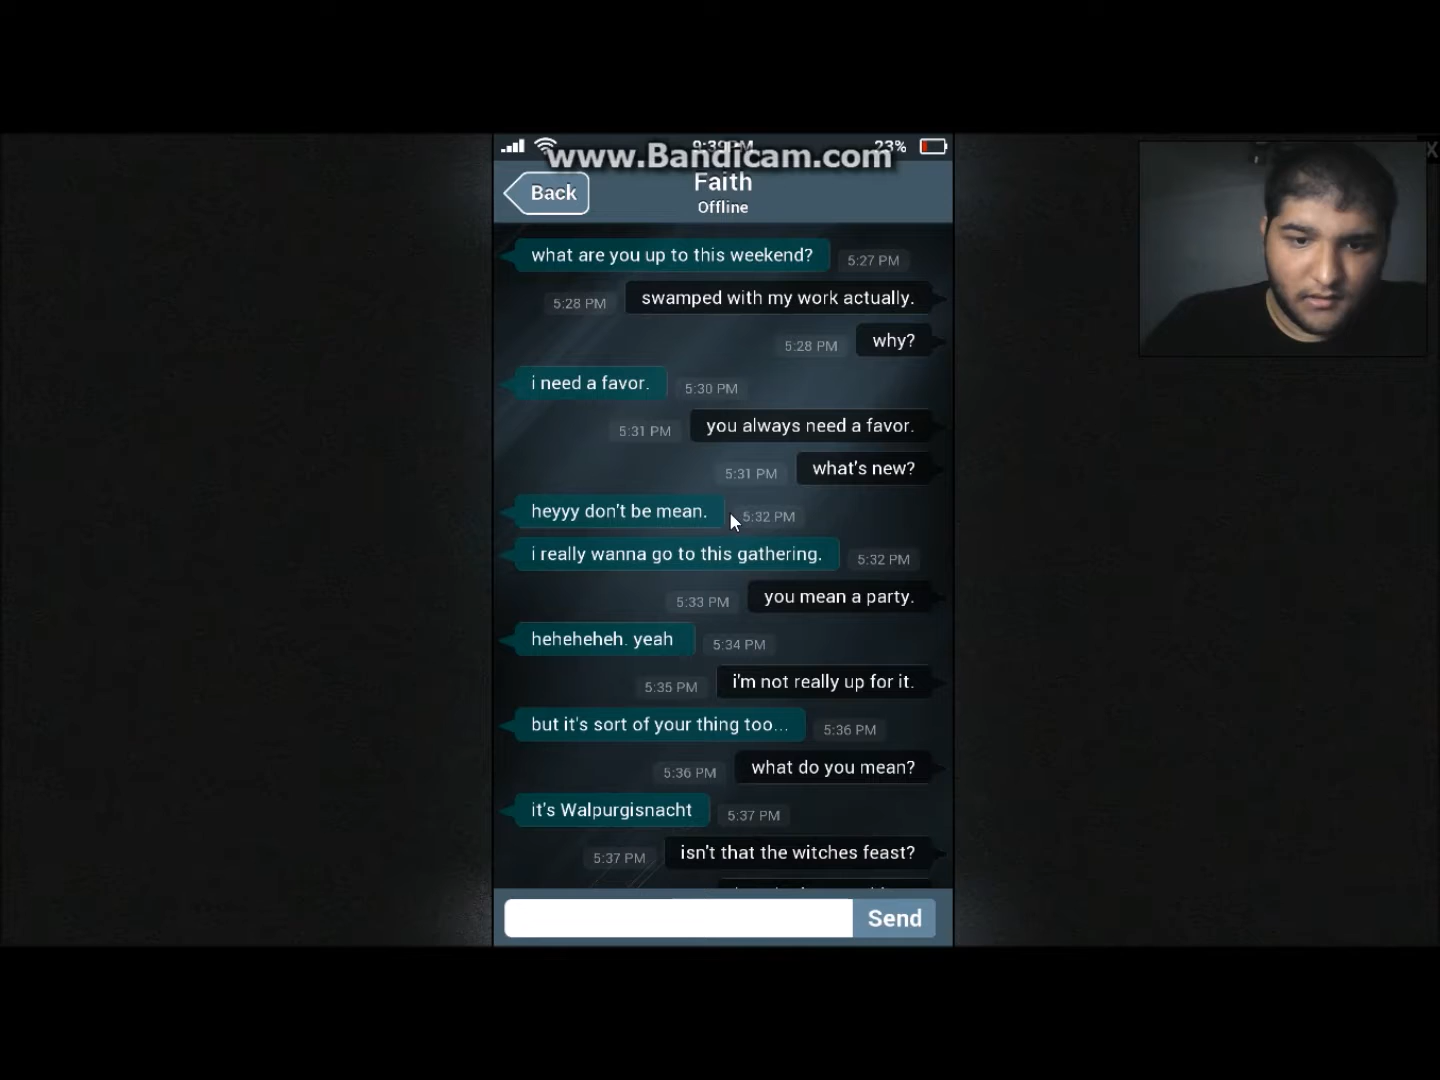 9:39 PM
23%
www.Bandicam.com
X
Back
Faith
Offline
what are you up to this weekend?
5:27 PM
5:28 PM
swamped with my work actually.
5:28 PM
why?
i need a favor.
5:30 PM
5:31 PM
you always need a favor.
5:31 PM
what's new?
heyyy don't be mean.
5:32 PM
i really wanna go to this gathering.
5:32 PM
5:33 PM
you mean a party.
heheheheh. yeah
5:34 PM
5:35 PM
i'm not really up for it.
but it's sort of your thing too...
5:36 PM
5:36 PM
what do you mean?
it's Walpurgisnacht
5:37 PM
5:37 PM
isn't that the witches feast?
Send